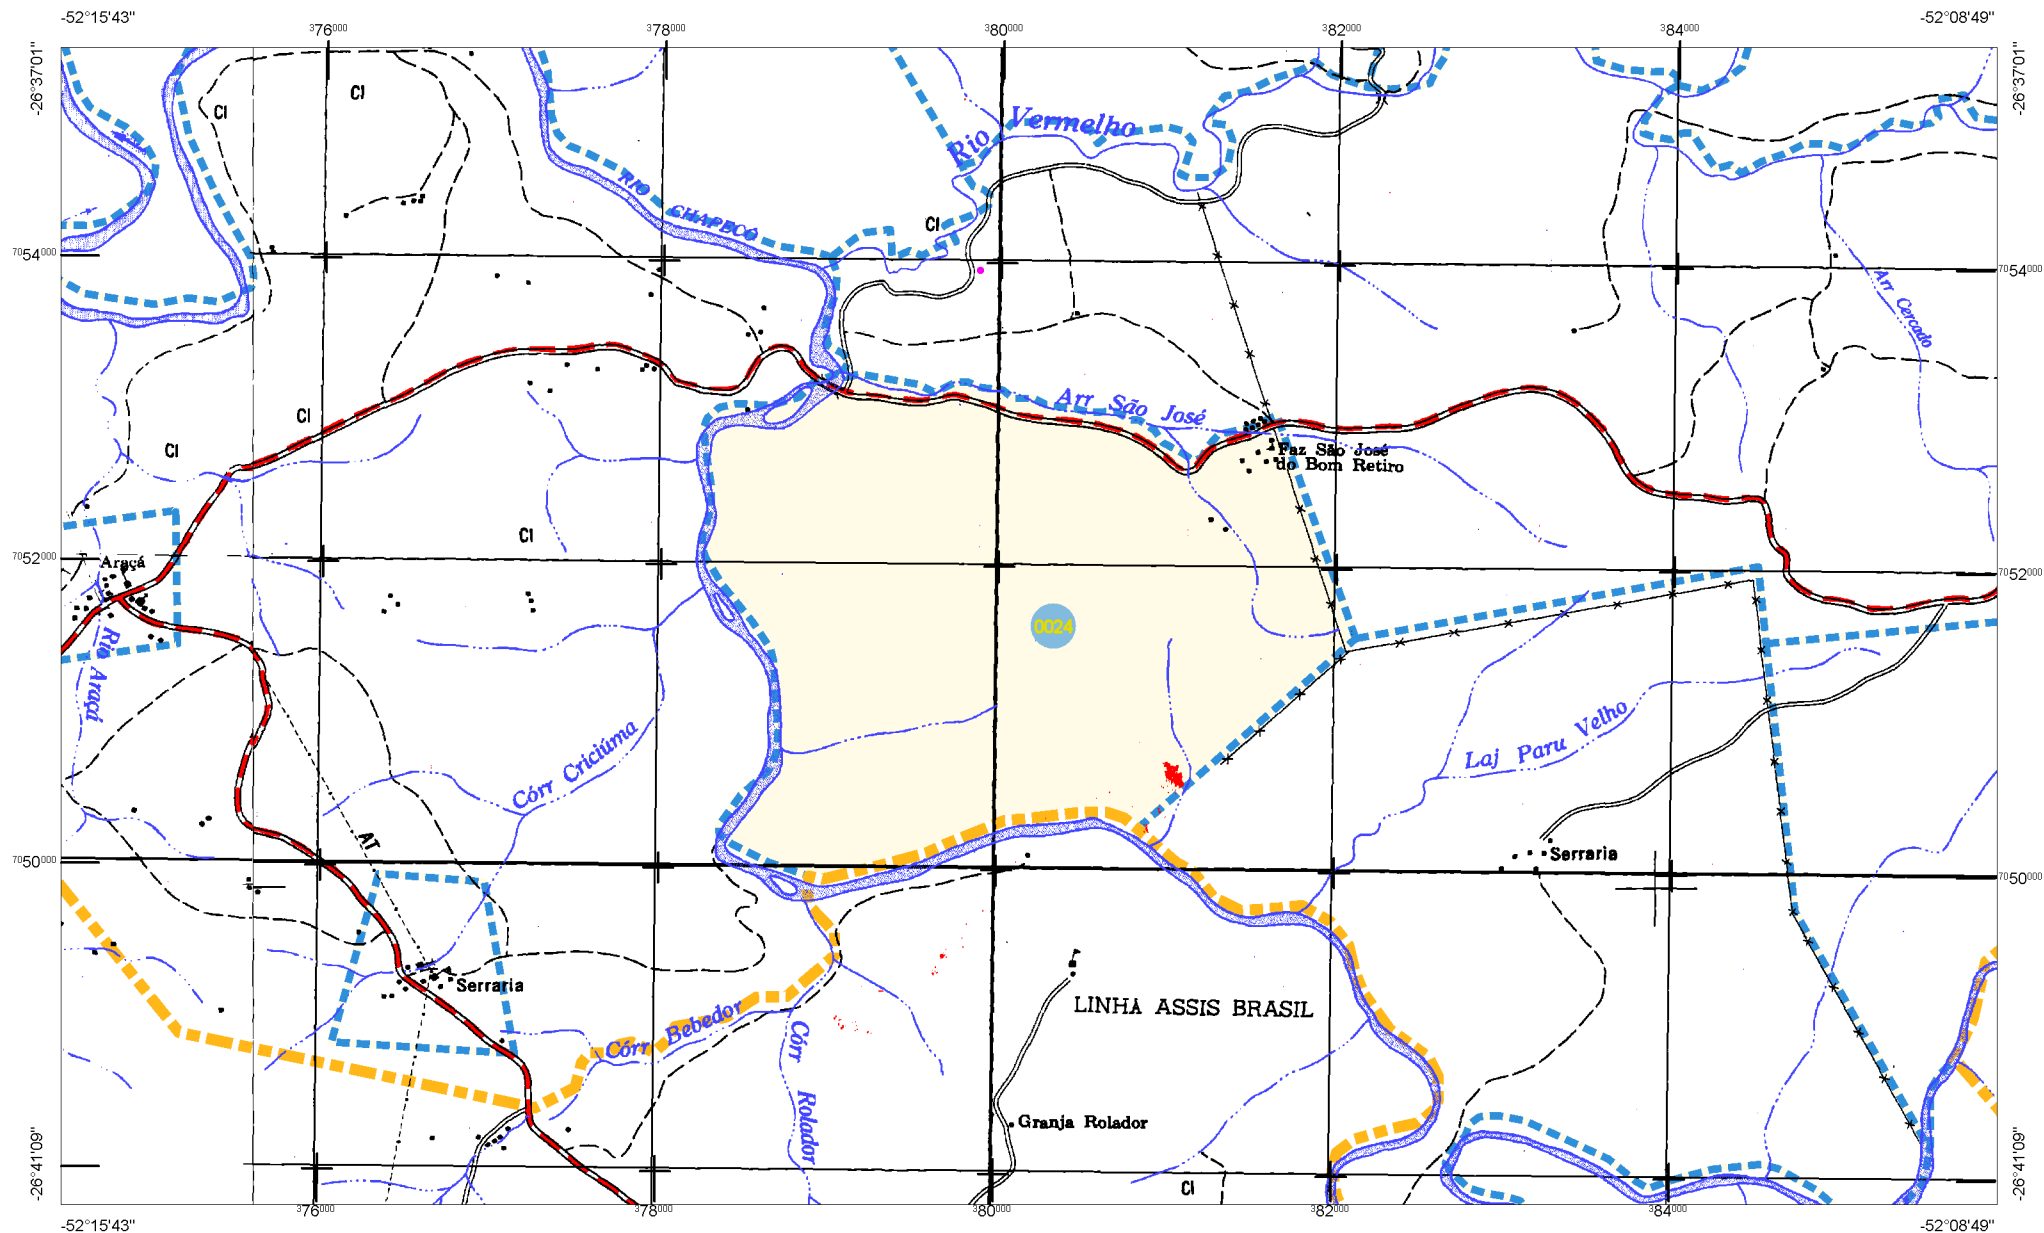 -52°15'43"
-52°08'49"
376000
378000
380000
382000
384000
-26°37'01"
-26°37'01"
CI
CI
Rio Vermelho
RIO CHAPECÓ
CI
7054000
7054000
Arr Cercado
Arr São José
CI
CI
Faz São José
do Bom Retiro
CI
7052000
7052000
Araçá
0024
Rio Araçá
Córr Criciúma
Laj Paru Velho
AT
Serraria
7050000
7050000
Serraria
LINHA ASSIS BRASIL
Córr Bebedor
Córr Rolador
Granja Rolador
CI
-26°41'09"
-26°41'09"
376000
378000
380000
382000
384000
-52°15'43"
-52°08'49"